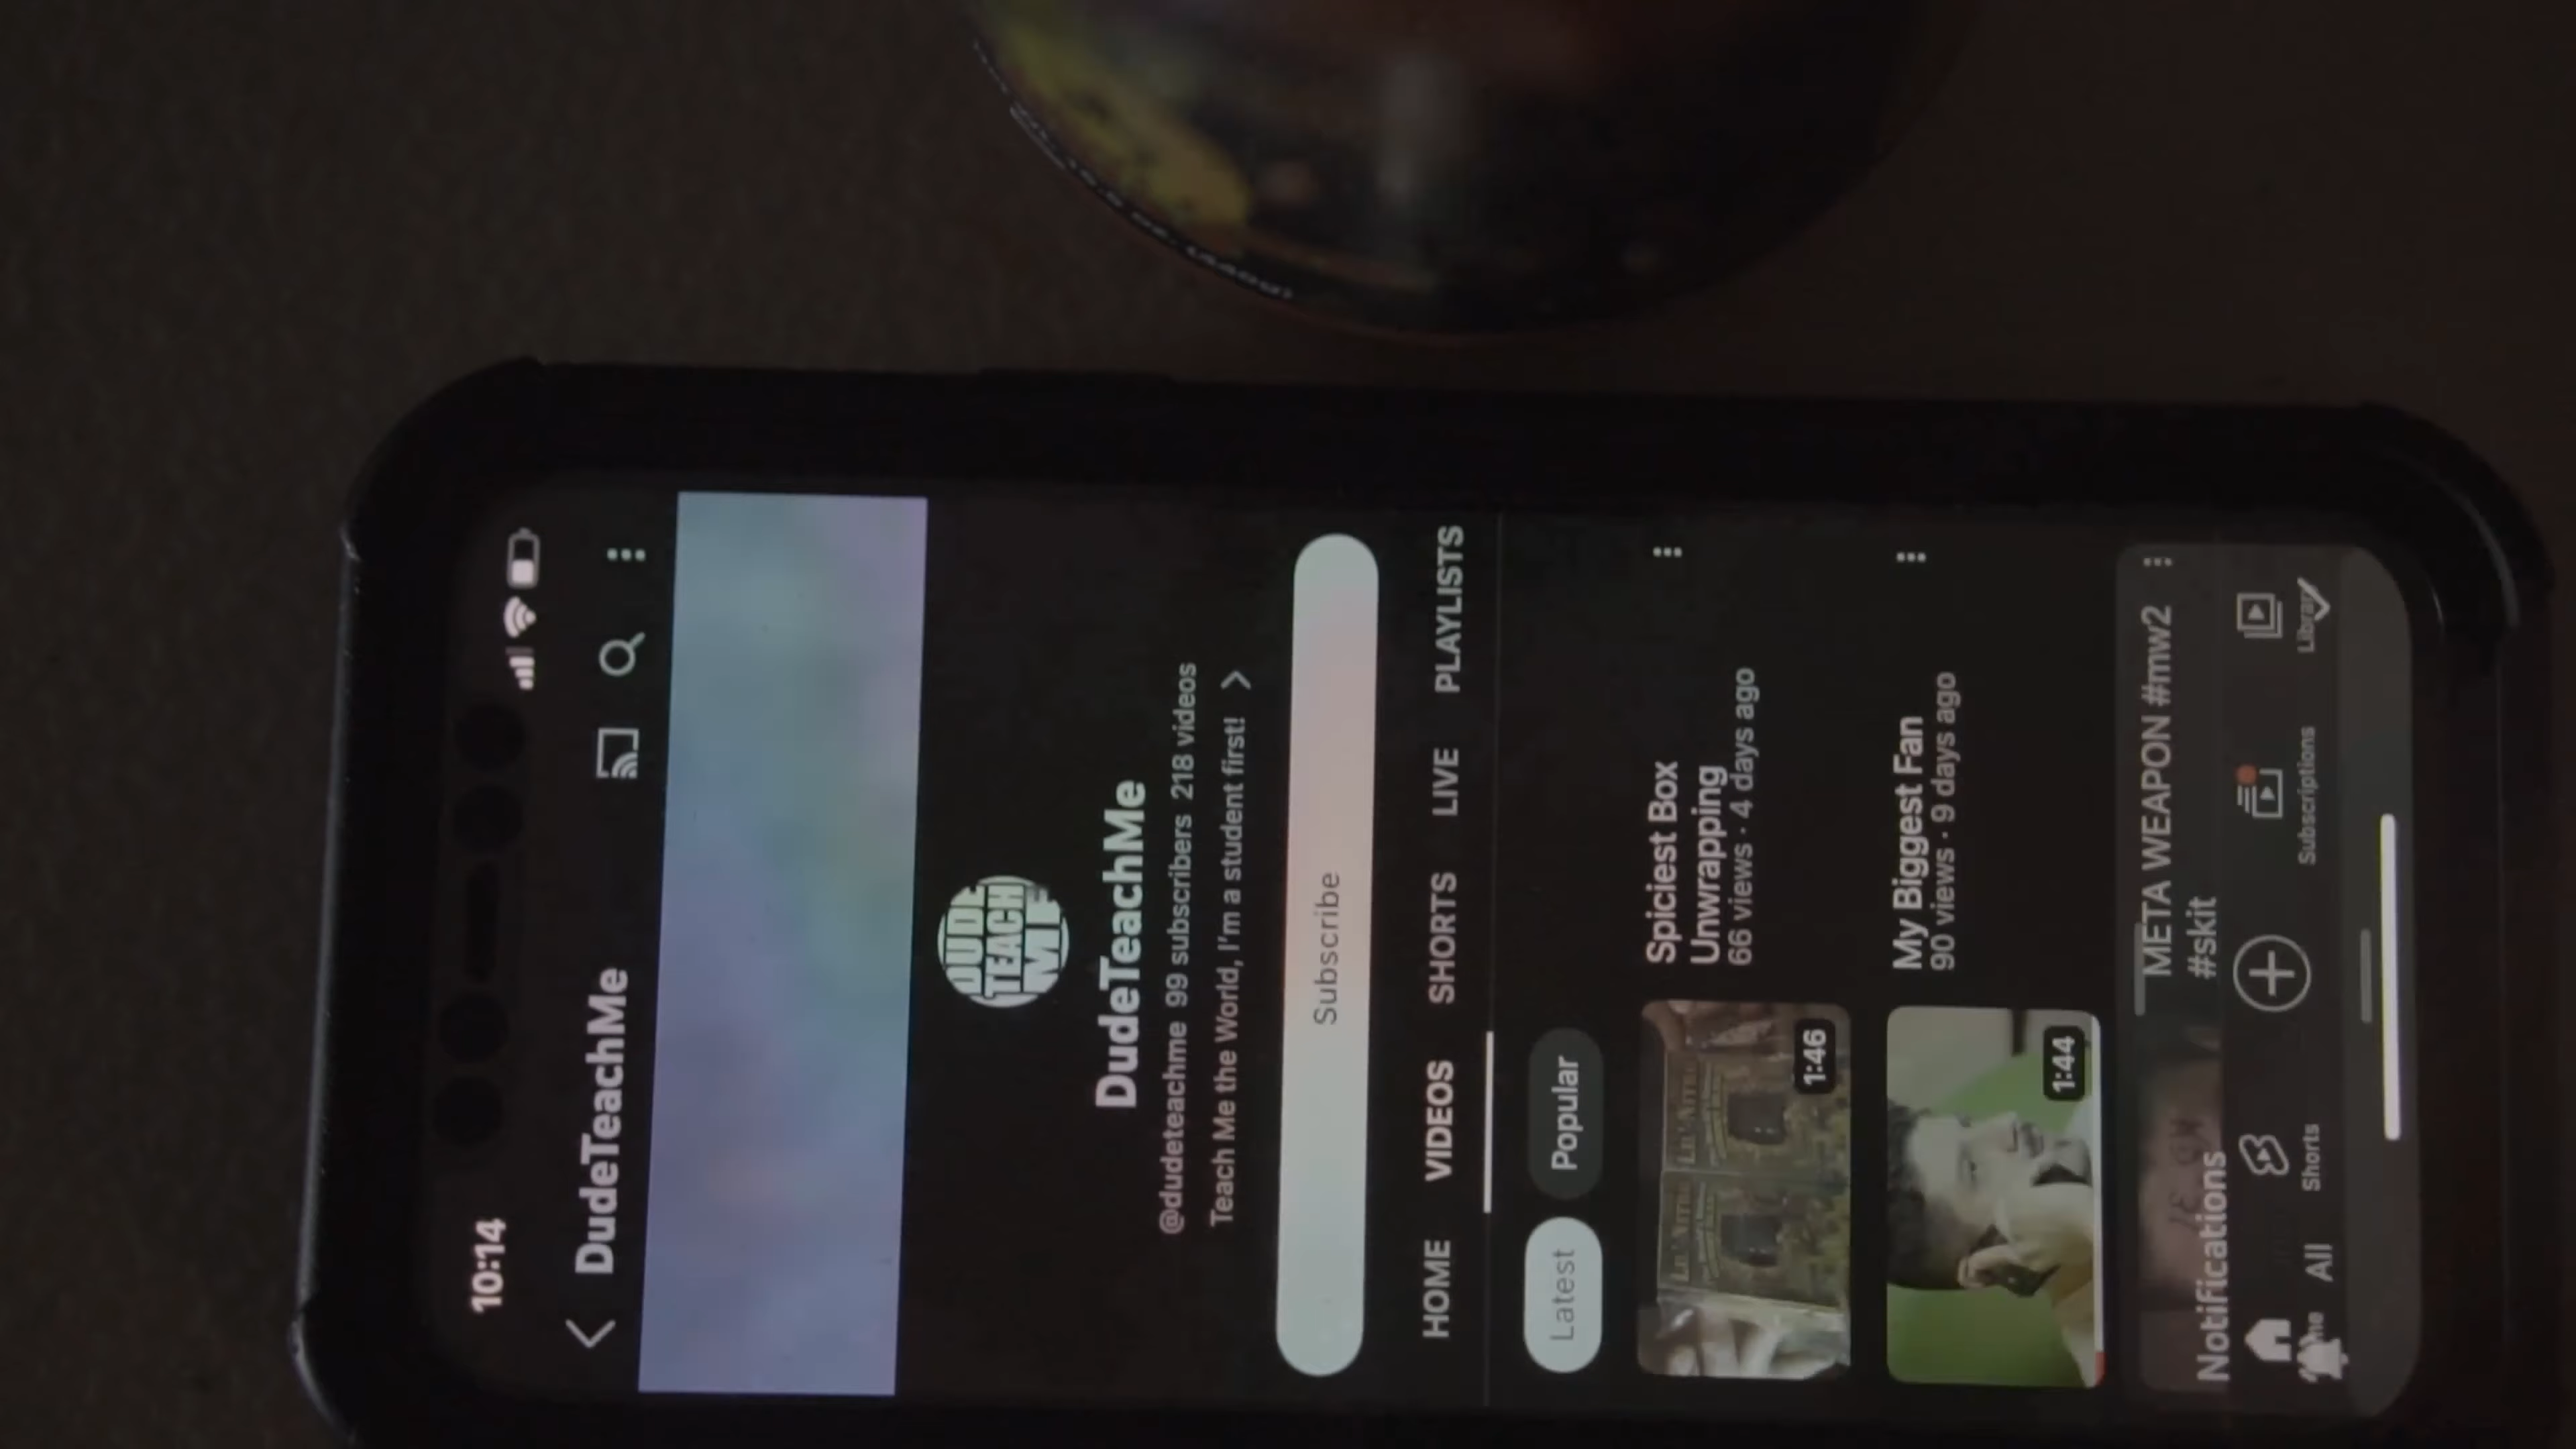 10:14
DudeTeachMe
DUDE
TEACH
ME
DudeTeachMe
@dudeteachme 99 subscribers 218 videos
Teach Me the World, I'm a student first!
Subscribe
HOME VIDEOS SHORTS LIVE PLAYLISTS
Latest Popular
Spiciest Box
Unwrapping
66 views · 4 days ago
1:46
My Biggest Fan
90 views · 9 days ago
1:44
META WEAPON #mw2
#skit
Notifications
Shorts
Subscriptions
Library
All